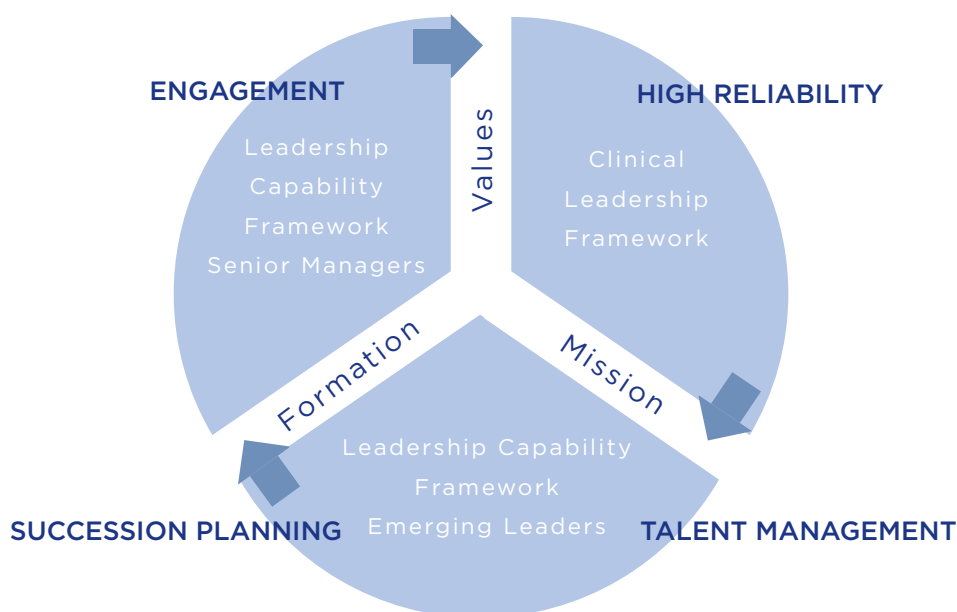 ENGAGEMENT
HIGH RELIABILITY
Leadership
Capability
Framework
Senior Managers
Values
Clinical
Leadership
Framework
Formation
Mission
Leadership Capability
Framework
Emerging Leaders
SUCCESSION PLANNING
TALENT MANAGEMENT